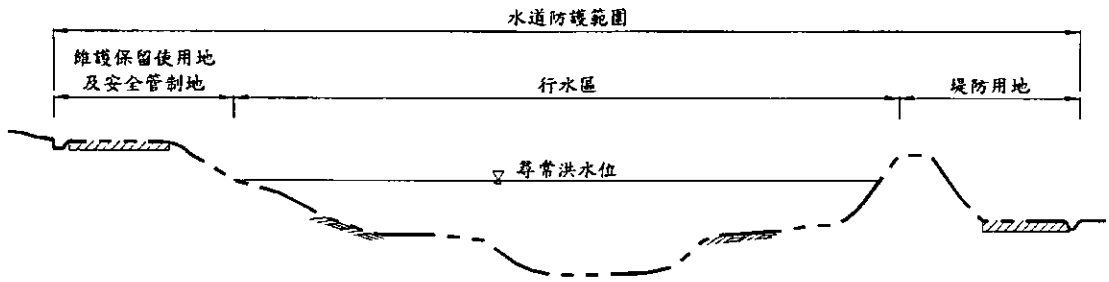 水道防護範圍
維護保留使用地
及安全管制地
行水區
堤防用地
尋常洪水位